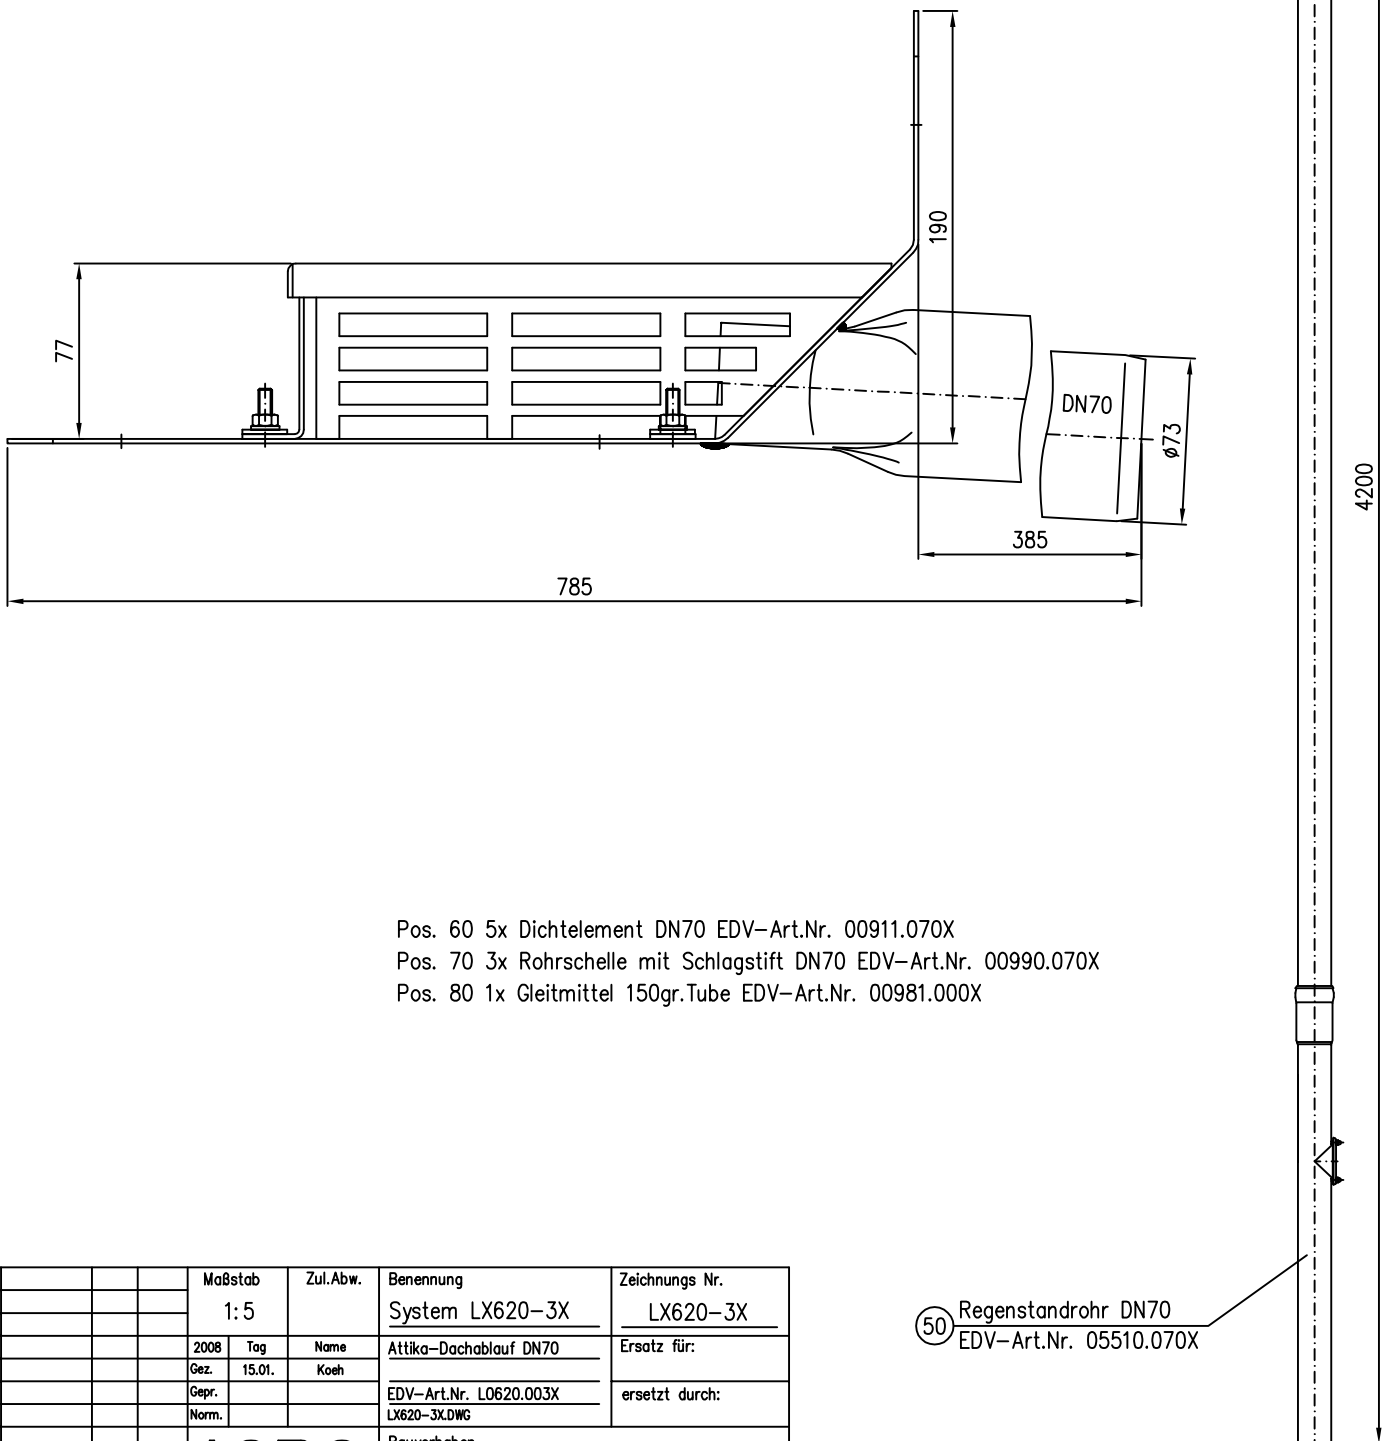 190
77
DN70
ø73
4200
385
785
Pos. 60 5x Dichtelement DN70 EDV-Art.Nr. 00911.070X
Pos. 70 3x Rohrschelle mit Schlagstift DN70 EDV-Art.Nr. 00990.070X
Pos. 80 1x Gleitmittel 150gr.Tube EDV-Art.Nr. 00981.000X
50 Regenstandrohr DN70
EDV-Art.Nr. 05510.070X
Maßstab Zul.Abw. Benennung Zeichnungs Nr.
1:5 System LX620-3X LX620-3X
2008 Tag Name Attika-Dachablauf DN70 Ersatz für:
Gez. 15.01. Koeh
Gepr. EDV-Art.Nr. L0620.003X ersetzt durch:
Norm. LX620-3X.DWG